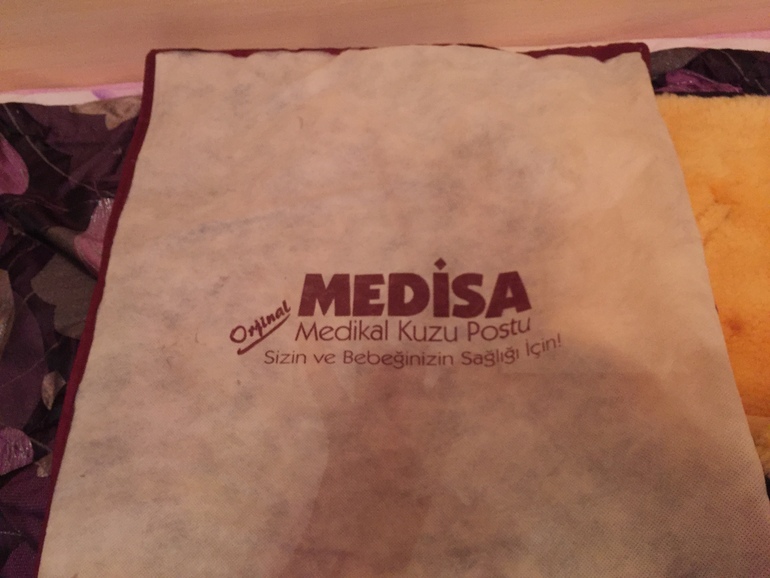 MEDİSA
Orjinal
Medikal Kuzu Postu
Sizin ve Bebeğinizin Sağlığı İçin!